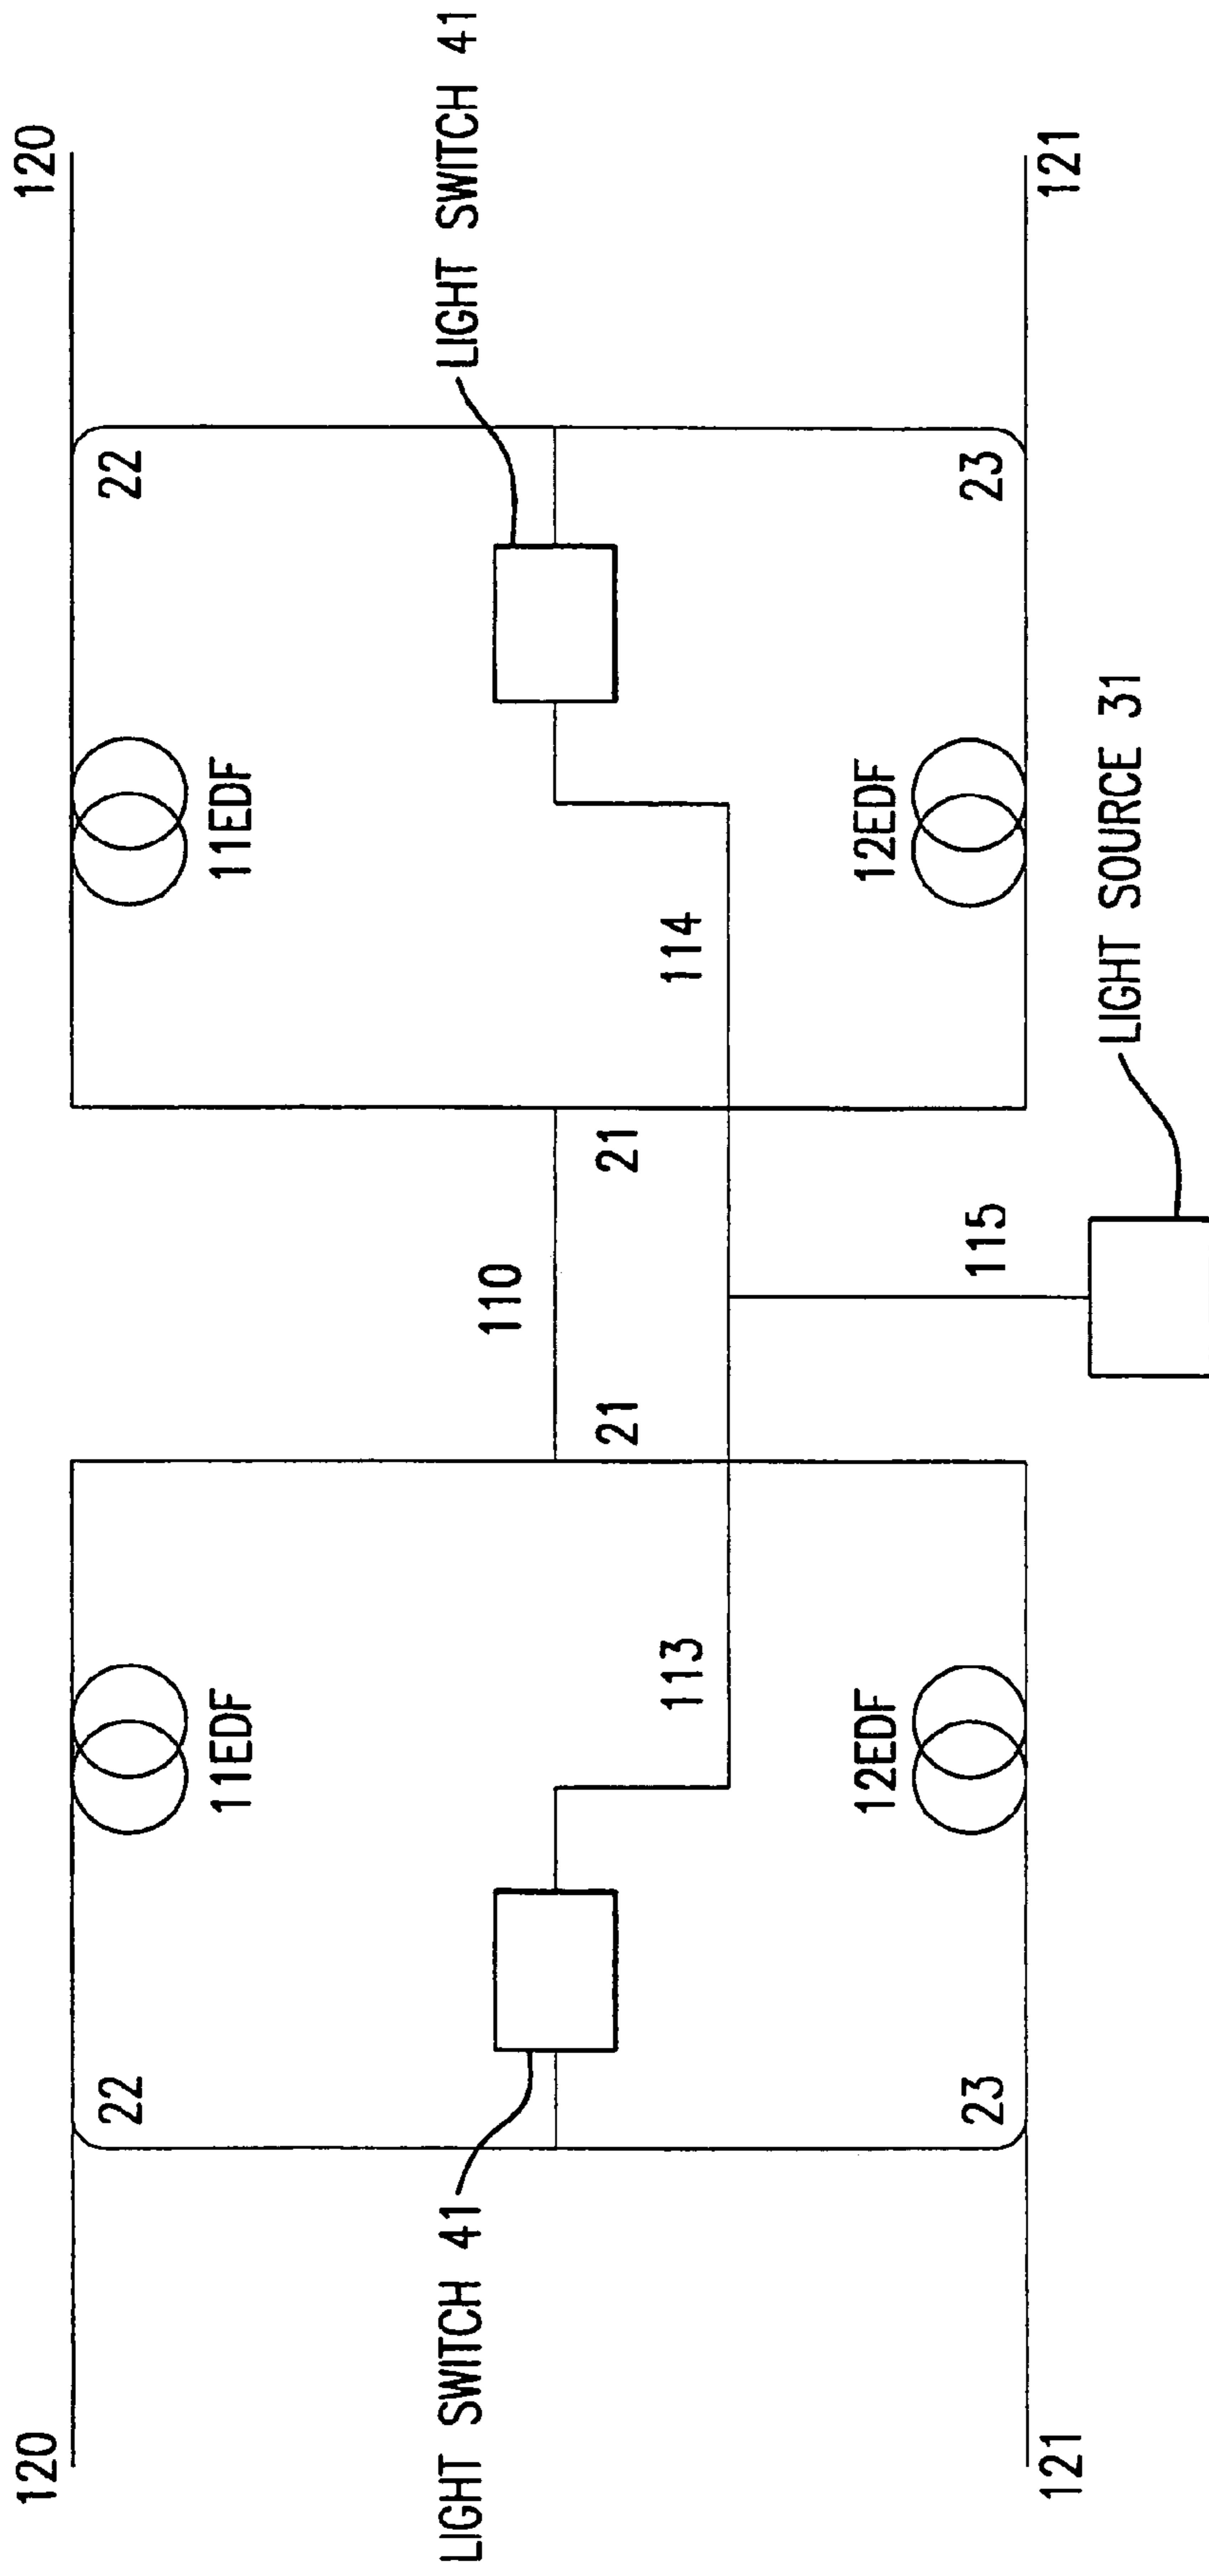 120
120
22
22
11EDF
11EDF
LIGHT SWITCH 41
LIGHT SWITCH 41
110
21
21
113
114
12EDF
12EDF
23
23
115
121
121
LIGHT SOURCE 31